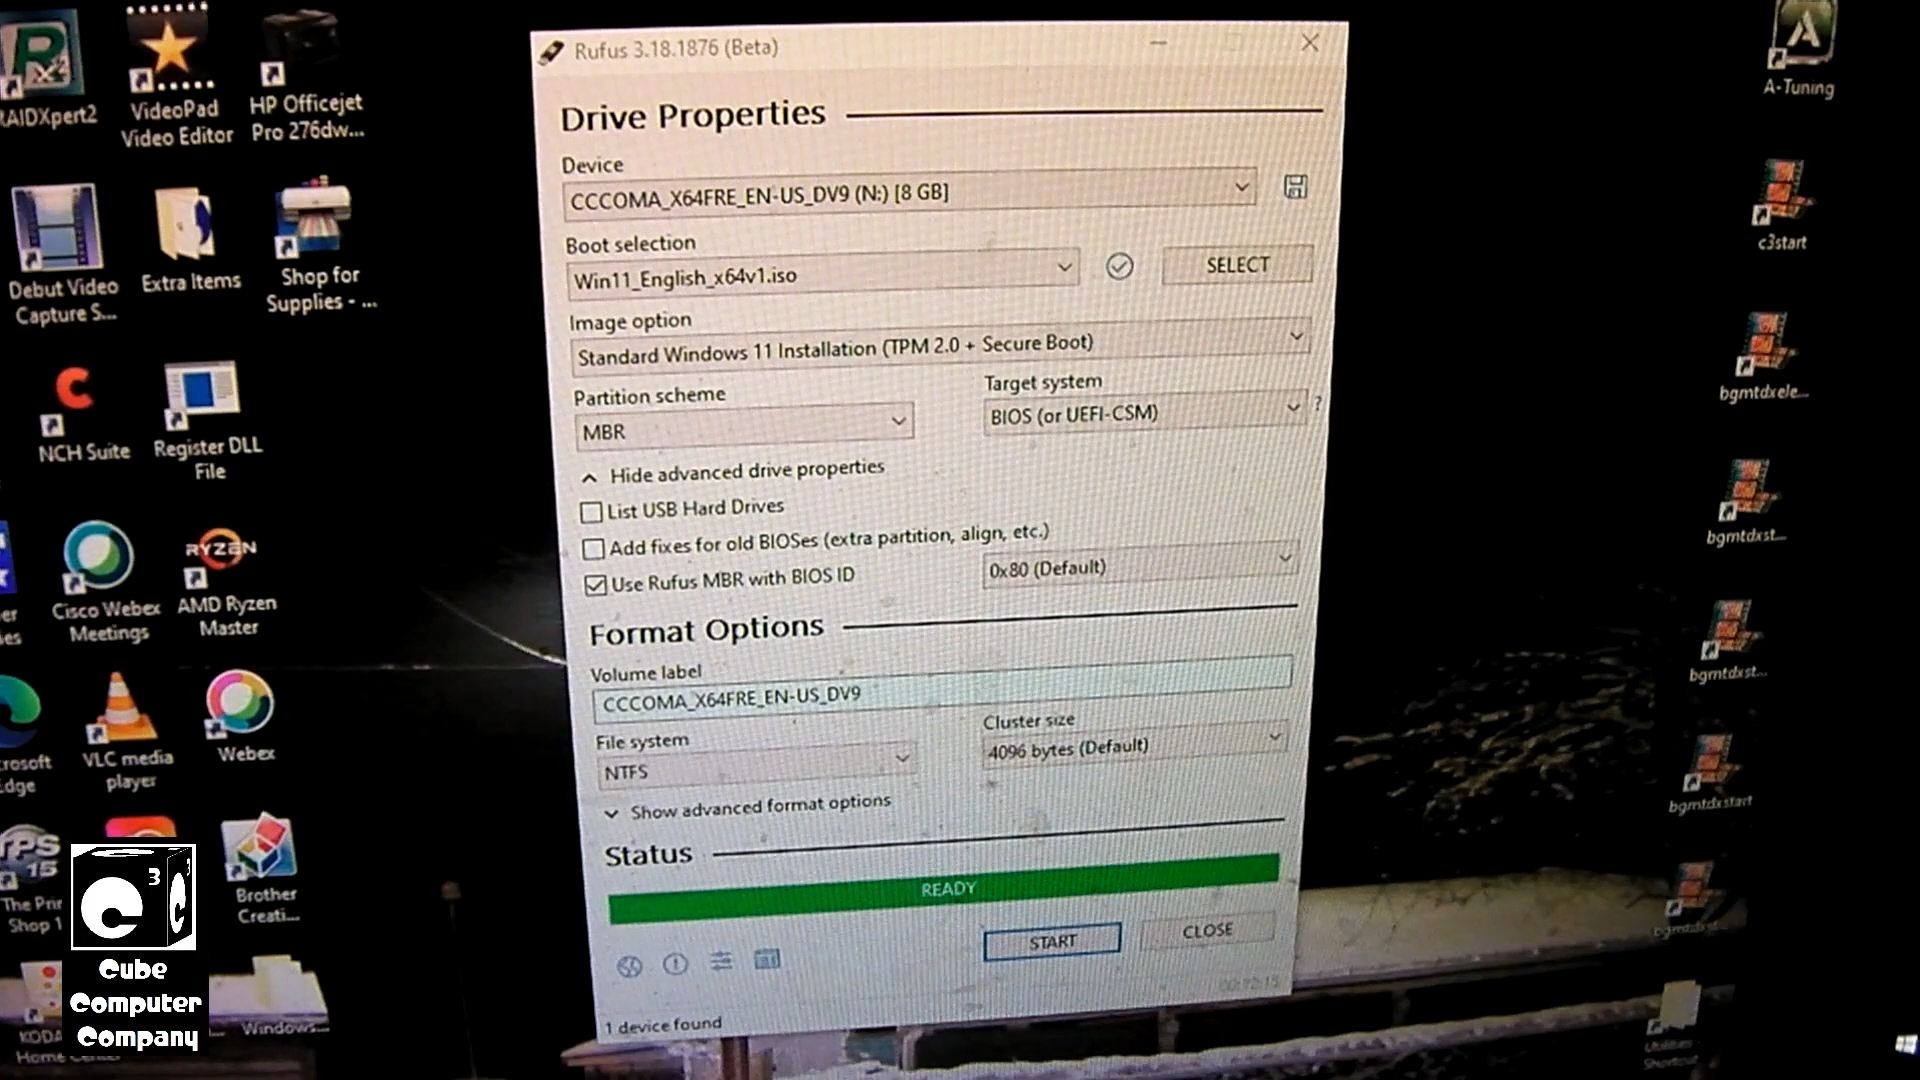 RAIDXpert2
VideoPad
Video Editor
HP Officejet
Pro 276dw...
Debut Video
Capture S...
Extra Items
Shop for
Supplies - ...
NCH Suite
Register DLL
File
RYZEN
Cisco Webex
Meetings
AMD Ryzen
Master
VLC media
player
Webex
Brother
Creati...
Windows...
Cube
Computer
Company
Rufus 3.18.1876 (Beta)
Drive Properties
Device
CCCOMA_X64FRE_EN-US_DV9 (N:) [8 GB]
Boot selection
Win11_English_x64v1.iso
SELECT
Image option
Standard Windows 11 Installation (TPM 2.0 + Secure Boot)
Partition scheme
Target system
MBR
BIOS (or UEFI-CSM)
?
Hide advanced drive properties
List USB Hard Drives
Add fixes for old BIOSes (extra partition, align, etc.)
Use Rufus MBR with BIOS ID
0x80 (Default)
Format Options
Volume label
CCCOMA_X64FRE_EN-US_DV9
File system
Cluster size
NTFS
4096 bytes (Default)
Show advanced format options
Status
READY
START
CLOSE
1 device found
A-Tuning
c3start
bgmtdxele...
bgmtdxst...
bgmtdxst...
bgmtdxstart